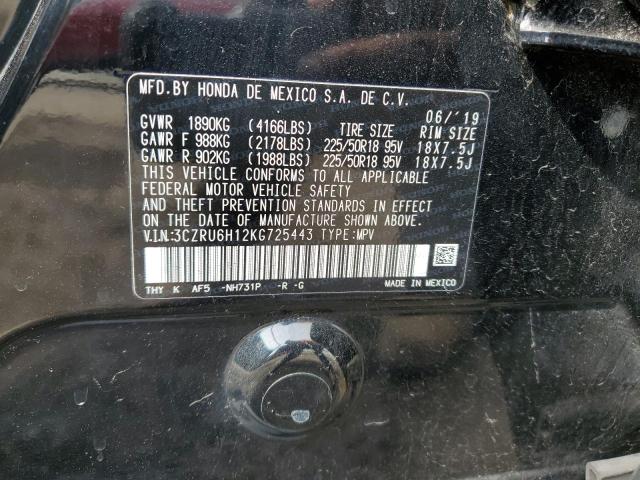 MFD.BY HONDA DE MEXICO S.A. DE C.V.
06/'19
GVWR 1890KG (4166LBS) TIRE SIZE RIM SIZE
GAWR F 988KG (2178LBS) 225/50R18 95V 18X7.5J
GAWR R 902KG (1988LBS) 225/50R18 95V 18X7.5J
THIS VEHICLE CONFORMS TO ALL APPLICABLE
FEDERAL MOTOR VEHICLE SAFETY
AND THEFT PREVENTION STANDARDS IN EFFECT
ON THE DATE OF MANUFACTURE SHOWN ABOVE.
V.I.N:3CZRU6H12KG725443 TYPE:MPV
THY K AF5 -NH731P -R -G MADE IN MEXICO